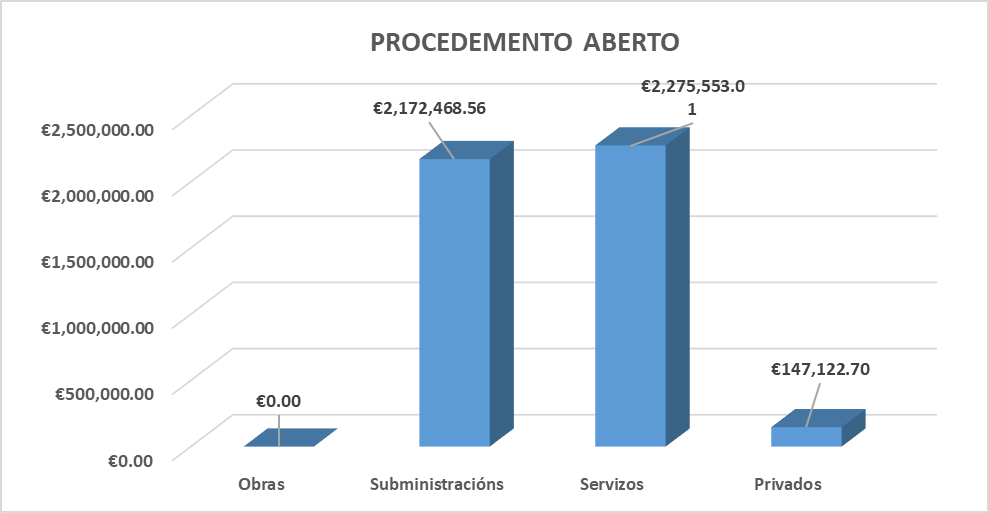 PROCEDEMENTO ABERTO
€2,275,553.0
1
€2,172,468.56
€2,500,000.00
€2,000,000.00
€1,500,000.00
€1,000,000.00
€500,000.00
€0.00
€147,122.70
€0.00
Obras
Subministracións
Servizos
Privados